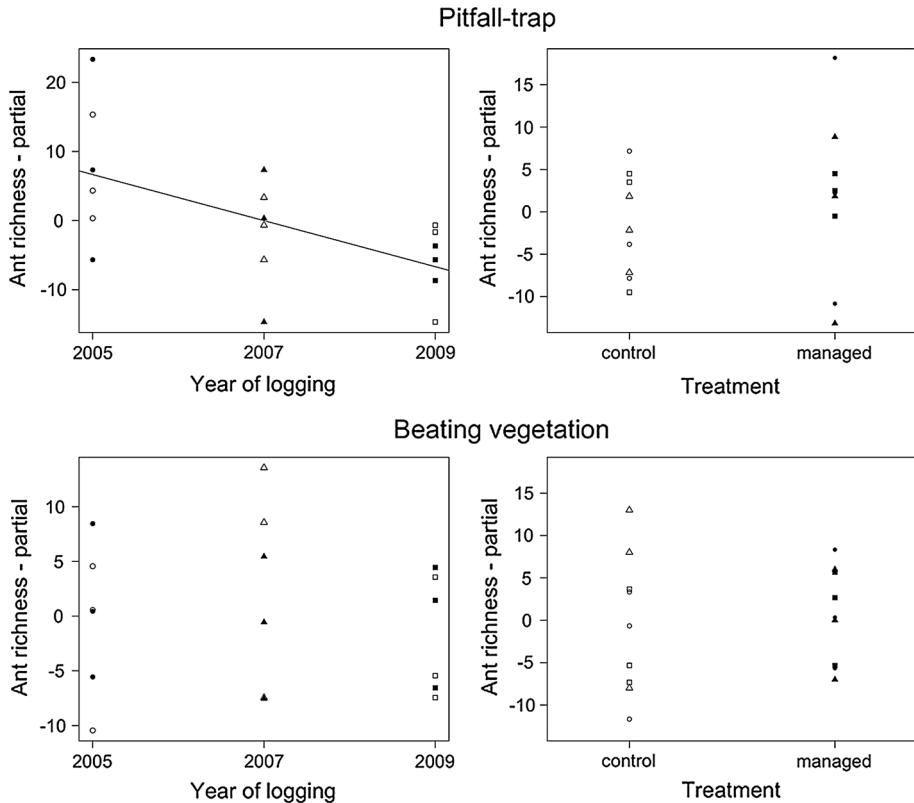 Pitfall-trap
Ant richness - partial
20
10
0
-10
2005
2007
2009
Year of logging
Ant richness - partial
15
10
5
0
-5
-10
control
managed
Treatment
Beating vegetation
Ant richness - partial
10
5
0
-5
-10
2005
2007
2009
Year of logging
Ant richness - partial
15
10
5
0
-5
-10
control
managed
Treatment